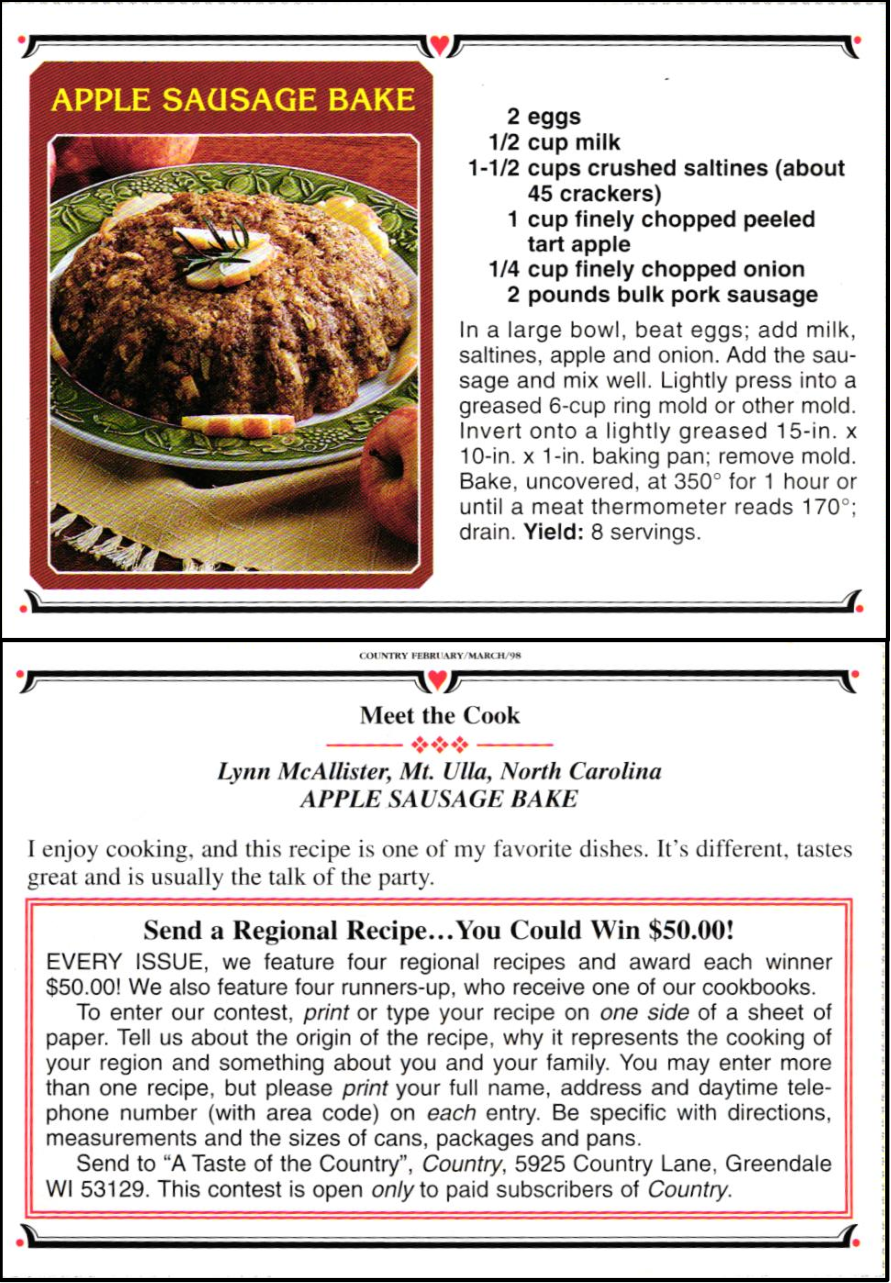 APPLE SAUSAGE BAKE
2 eggs
1/2 cup milk
1-1/2 cups crushed saltines (about
45 crackers)
1 cup finely chopped peeled
tart apple
1/4 cup finely chopped onion
2 pounds bulk pork sausage
In a large bowl, beat eggs; add milk,
saltines, apple and onion. Add the sau-
sage and mix well. Lightly press into a
greased 6-cup ring mold or other mold.
Invert onto a lightly greased 15-in. x
10-in. x 1-in. baking pan; remove mold.
Bake, uncovered, at 350° for 1 hour or
until a meat thermometer reads 170°;
drain. Yield: 8 servings.
COUNTRY FEBRUARY/MARCH/98
Meet the Cook
Lynn McAllister, Mt. Ulla, North Carolina
APPLE SAUSAGE BAKE
I enjoy cooking, and this recipe is one of my favorite dishes. It's different, tastes
great and is usually the talk of the party.
Send a Regional Recipe...You Could Win $50.00!
EVERY ISSUE, we feature four regional recipes and award each winner
$50.00! We also feature four runners-up, who receive one of our cookbooks.
To enter our contest, print or type your recipe on one side of a sheet of
paper. Tell us about the origin of the recipe, why it represents the cooking of
your region and something about you and your family. You may enter more
than one recipe, but please print your full name, address and daytime tele-
phone number (with area code) on each entry. Be specific with directions,
measurements and the sizes of cans, packages and pans.
Send to “A Taste of the Country”, Country, 5925 Country Lane, Greendale
WI 53129. This contest is open only to paid subscribers of Country.